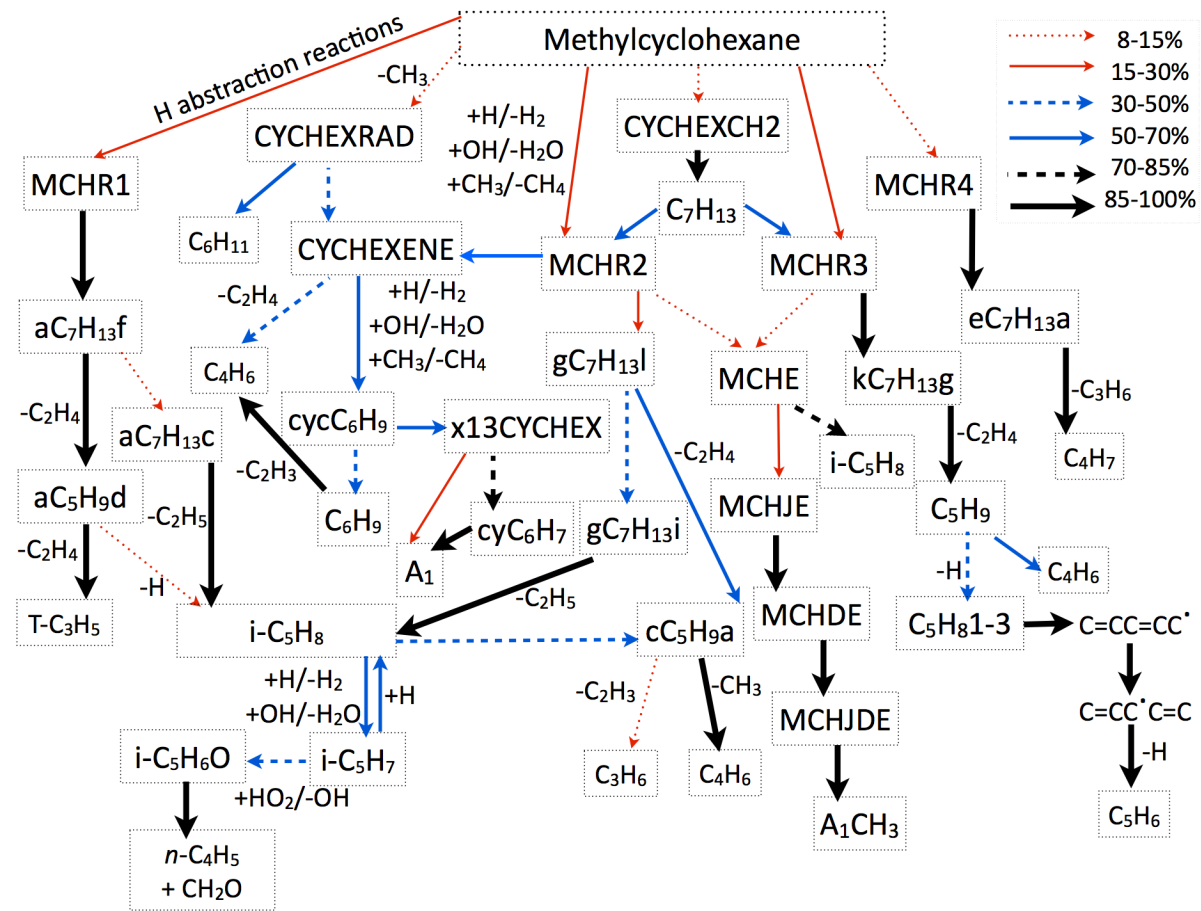 Methylcyclohexane
8-15%
15-30%
30-50%
50-70%
70-85%
85-100%
H abstraction reactions
-CH₃
+H/-H₂
+OH/-H₂O
+CH₃/-CH₄
CYCHEXRAD
CYCHEXCH2
MCHR1
MCHR4
C₇H₁₃
C₆H₁₁
CYCHEXENE
MCHR2
MCHR3
-C₂H₄
+H/-H₂
+OH/-H₂O
+CH₃/-CH₄
aC₇H₁₃f
eC₇H₁₃a
C₄H₆
gC₇H₁₃l
MCHE
kC₇H₁₃g
-C₃H₆
-C₂H₄
aC₇H₁₃c
cycC₆H₉
x13CYCHEX
-C₂H₄
-C₂H₄
i-C₅H₈
C₄H₇
-C₂H₃
aC₅H₉d
-C₂H₅
C₆H₉
cyC₆H₇
gC₇H₁₃i
MCHJE
C₅H₉
-C₂H₄
-H
A₁
-H
C₄H₆
-C₂H₅
T-C₃H₅
i-C₅H₈
cC₅H₉a
MCHDE
C₅H₈1-3
C=CC=CC•
+H/-H₂
+OH/-H₂O
+H
-C₂H₃
-CH₃
MCHJDE
C=CC•C=C
i-C₅H₆O
i-C₅H₇
C₃H₆
C₄H₆
-H
+HO₂/-OH
A₁CH₃
C₅H₆
n-C₄H₅
+ CH₂O